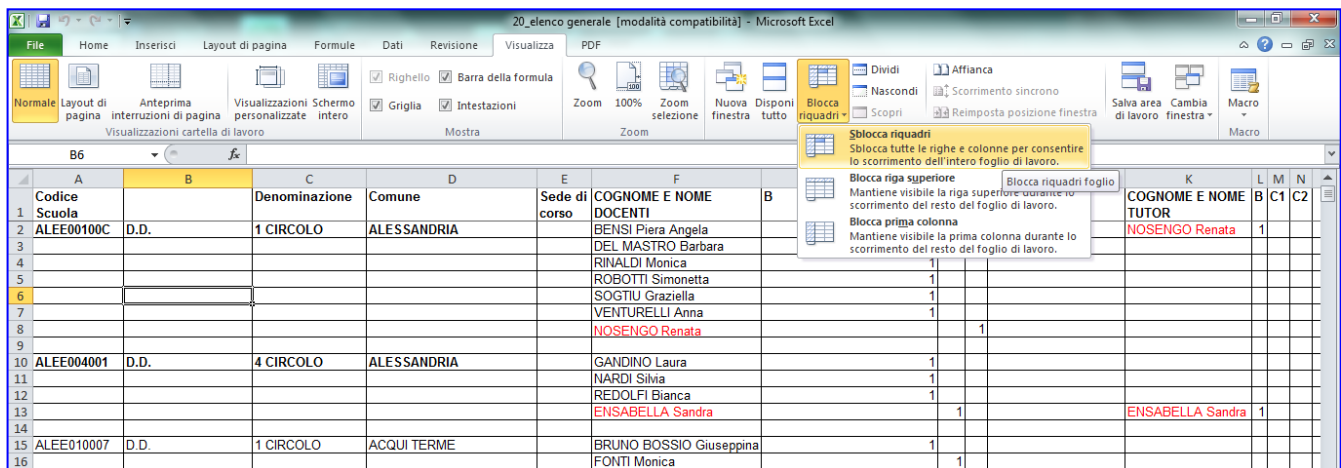 20_elenco generale [modalità compatibilità] - Microsoft Excel
File Home Inserisci Layout di pagina Formule Dati Revisione Visualizza PDF
Normale Layout di pagina Anteprima interruzioni di pagina Visualizzazioni personalizzate Schermo intero
Visualizzazioni cartella di lavoro
Righello Barra della formula
Griglia Intestazioni
Mostra
Zoom 100% Zoom selezione
Zoom
Nuova finestra Disponi tutto Blocca riquadri
Dividi
Nascondi
Scopri
Affianca
Scorrimento sincrono
Reimposta posizione finestra
Salva area di lavoro Cambia finestra
Macro
Macro
Sblocca riquadri
Sblocca tutte le righe e colonne per consentire
lo scorrimento dell'intero foglio di lavoro.
Blocca riga superiore
Mantiene visibile la riga superiore durante lo
scorrimento del resto del foglio di lavoro.
Blocca prima colonna
Mantiene visibile la prima colonna durante lo
scorrimento del resto del foglio di lavoro.
Blocca riquadri foglio
B6 fx
A B C D E F K L M N
1 Codice Scuola Denominazione Comune Sede di corso COGNOME E NOME DOCENTI B COGNOME E NOME TUTOR B C1 C2
2 ALEE00100C D.D. 1 CIRCOLO ALESSANDRIA BENSI Piera Angela NOSENGO Renata 1
3 DEL MASTRO Barbara
4 RINALDI Monica 1
5 ROBOTTI Simonetta 1
6 SOGTIU Graziella 1
7 VENTURELLI Anna 1
8 NOSENGO Renata 1
9
10 ALEE004001 D.D. 4 CIRCOLO ALESSANDRIA GANDINO Laura 1
11 NARDI Silvia 1
12 REDOLFI Bianca 1
13 ENSABELLA Sandra 1 ENSABELLA Sandra 1
14
15 ALEE010007 D.D. 1 CIRCOLO ACQUI TERME BRUNO BOSSIO Giuseppina 1
16 FONTI Monica 1